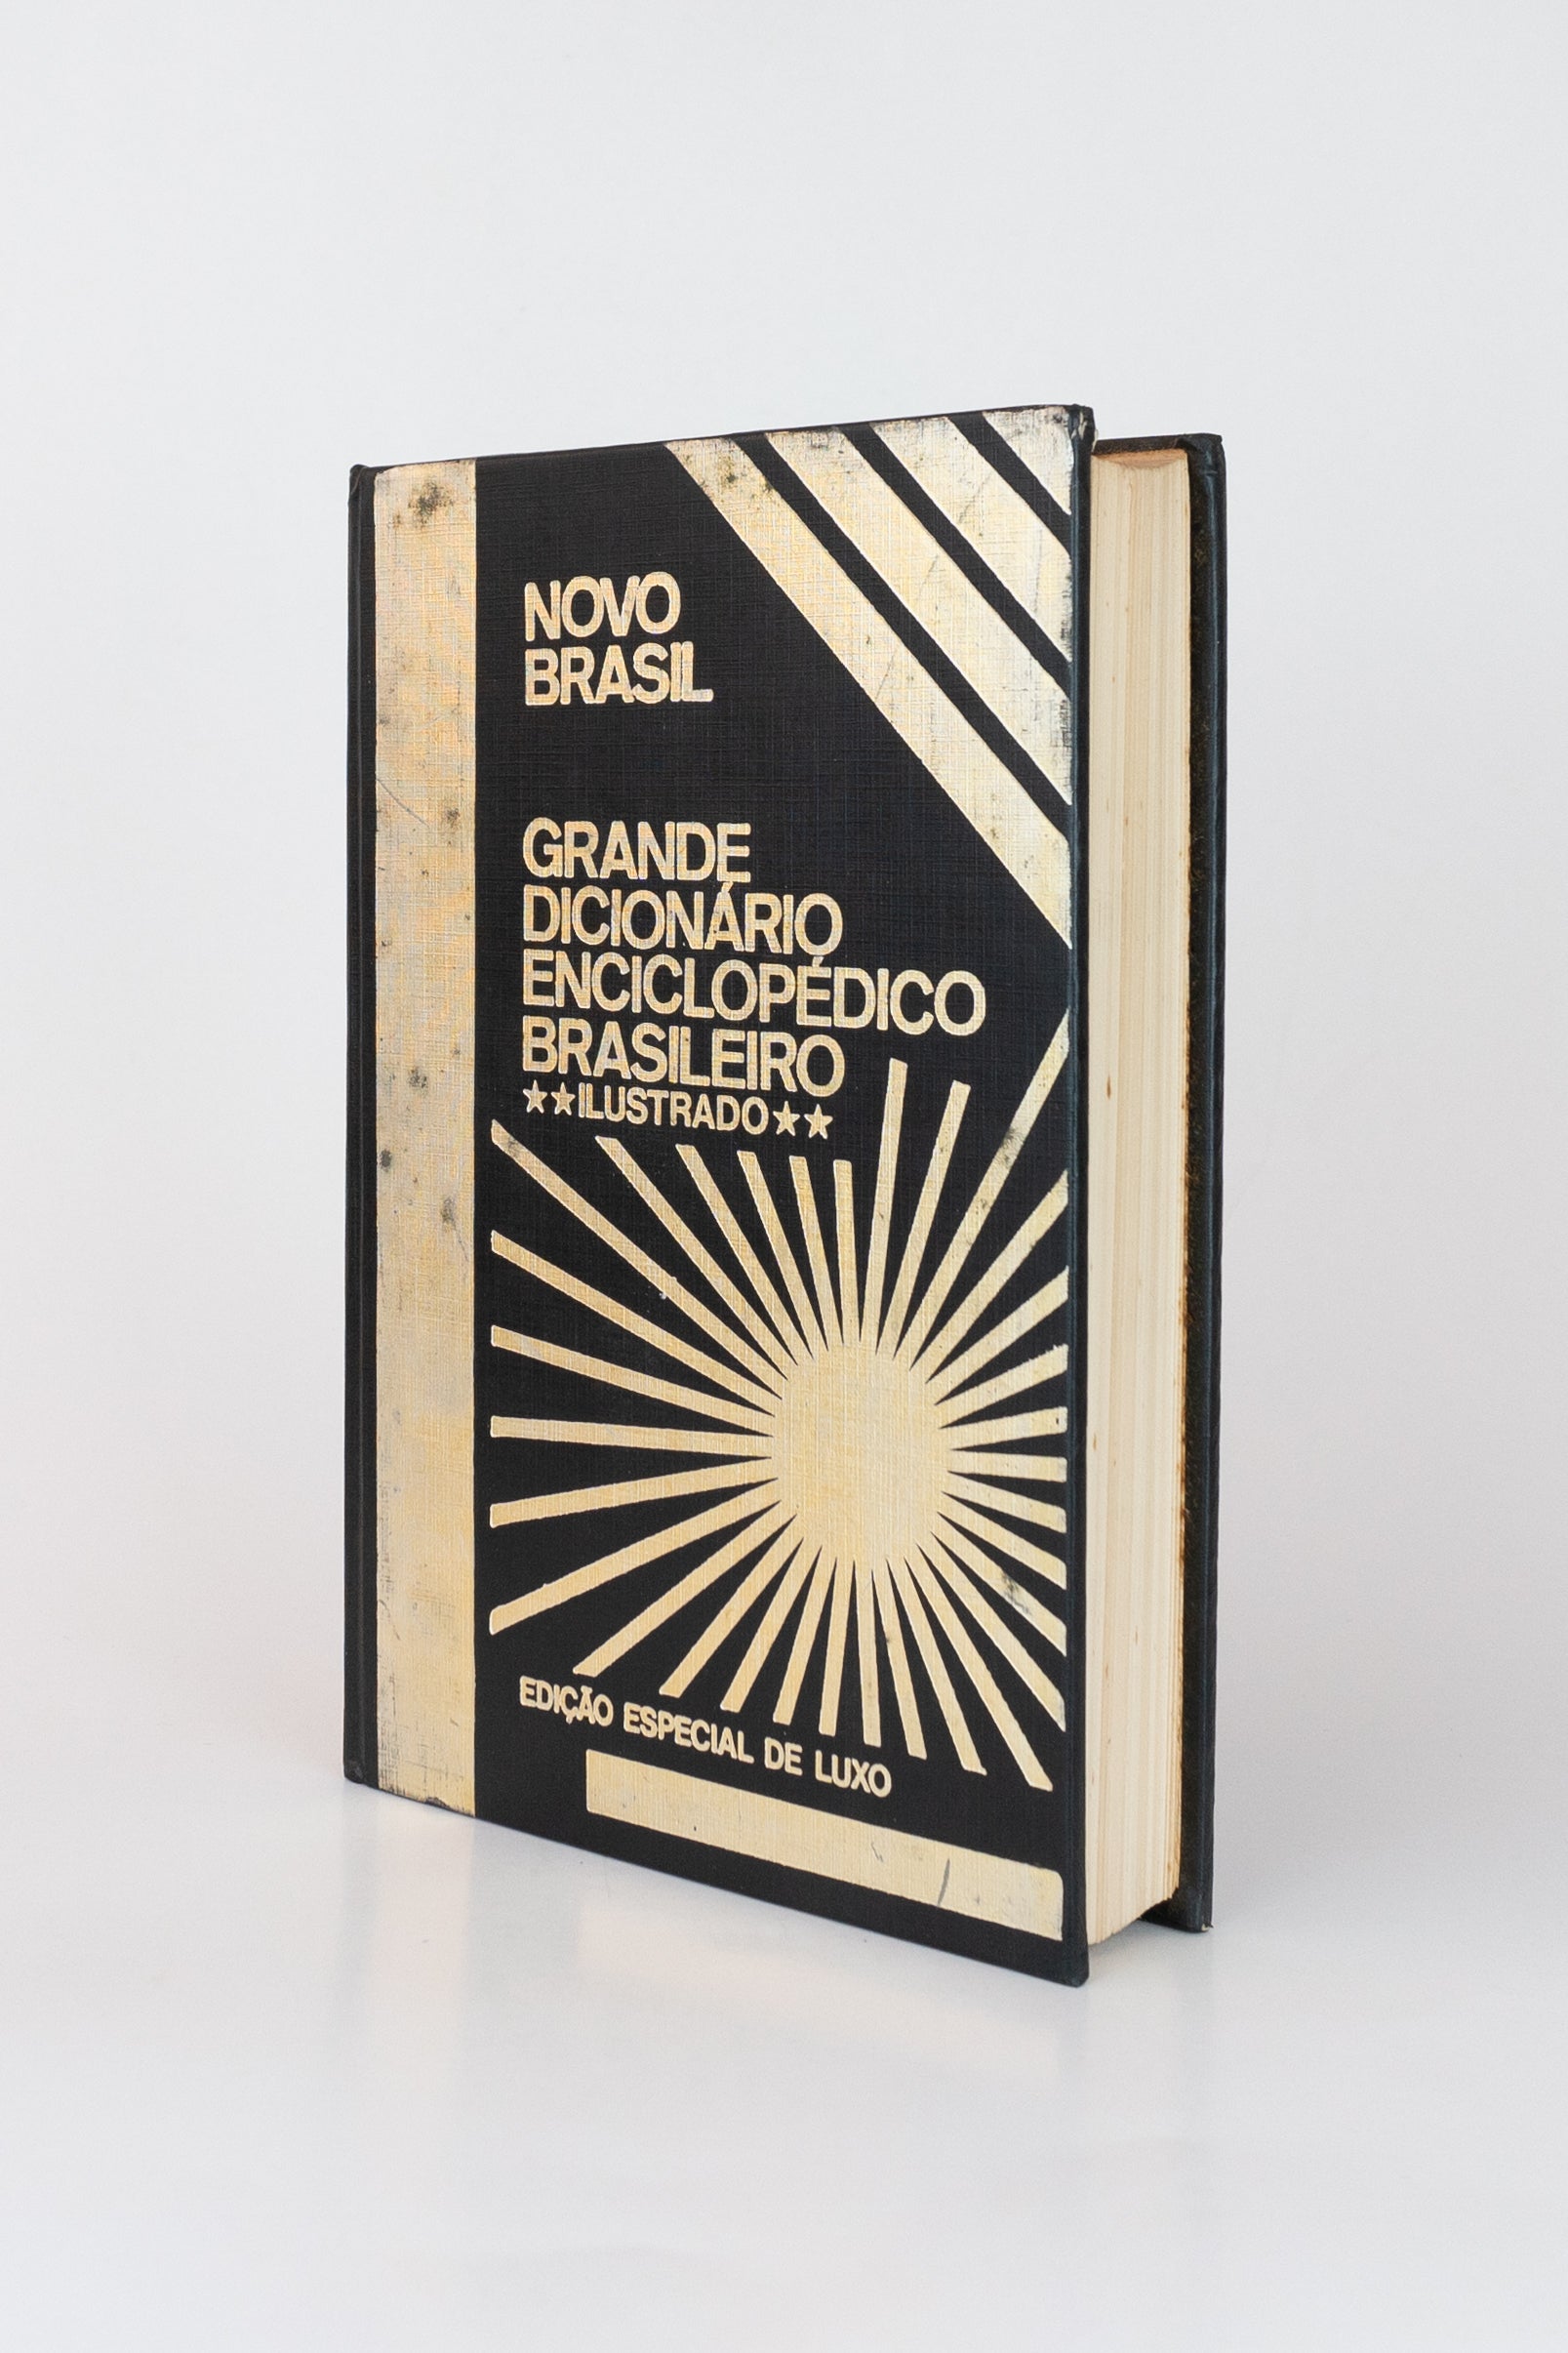 NOVO
BRASIL
GRANDE
DICIONÁRIO
ENCICLOPÉDICO
BRASILEIRO
★★ILUSTRADO★★
EDIÇÃO ESPECIAL DE LUXO